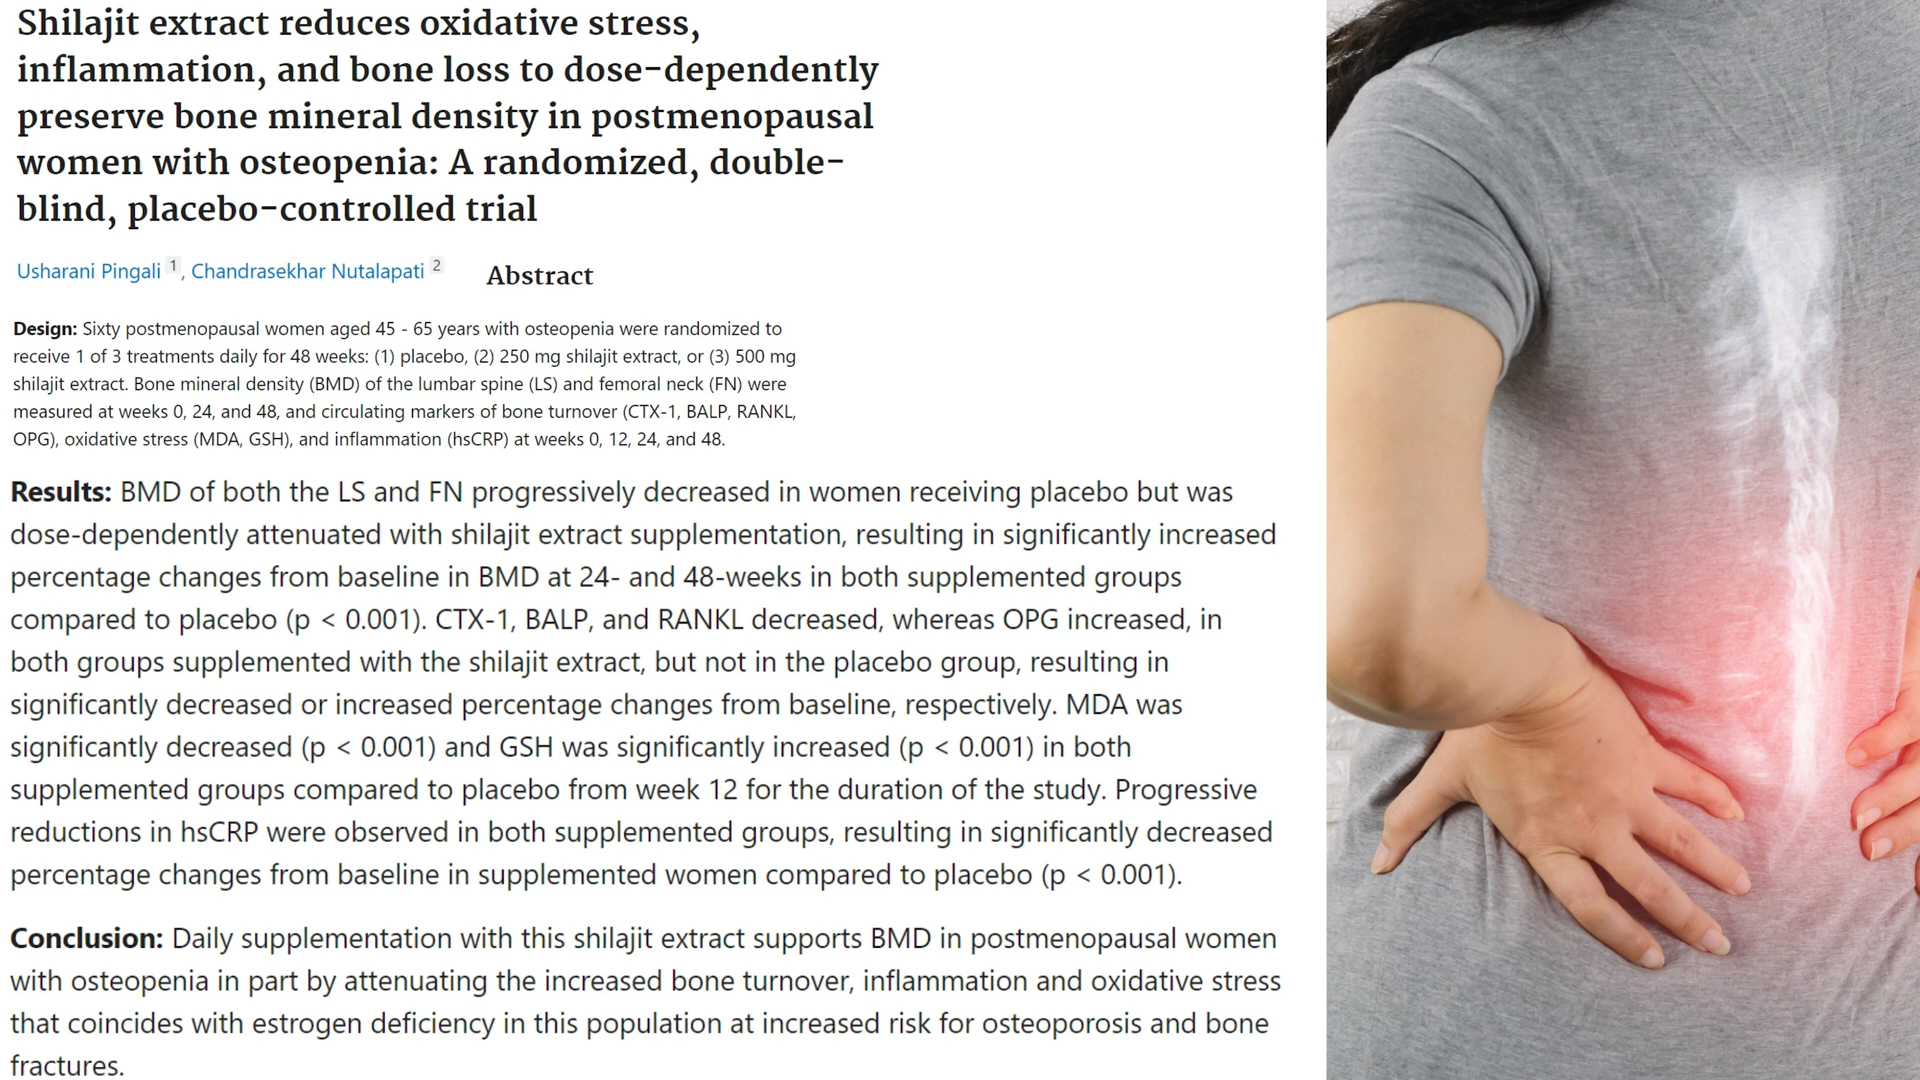 Shilajit extract reduces oxidative stress,
inflammation, and bone loss to dose-dependently
preserve bone mineral density in postmenopausal
women with osteopenia: A randomized, double-
blind, placebo-controlled trial
Usharani Pingali 1, Chandrasekhar Nutalapati 2 Abstract
Design: Sixty postmenopausal women aged 45 - 65 years with osteopenia were randomized to
receive 1 of 3 treatments daily for 48 weeks: (1) placebo, (2) 250 mg shilajit extract, or (3) 500 mg
shilajit extract. Bone mineral density (BMD) of the lumbar spine (LS) and femoral neck (FN) were
measured at weeks 0, 24, and 48, and circulating markers of bone turnover (CTX-1, BALP, RANKL,
OPG), oxidative stress (MDA, GSH), and inflammation (hsCRP) at weeks 0, 12, 24, and 48.
Results: BMD of both the LS and FN progressively decreased in women receiving placebo but was
dose-dependently attenuated with shilajit extract supplementation, resulting in significantly increased
percentage changes from baseline in BMD at 24- and 48-weeks in both supplemented groups
compared to placebo (p < 0.001). CTX-1, BALP, and RANKL decreased, whereas OPG increased, in
both groups supplemented with the shilajit extract, but not in the placebo group, resulting in
significantly decreased or increased percentage changes from baseline, respectively. MDA was
significantly decreased (p < 0.001) and GSH was significantly increased (p < 0.001) in both
supplemented groups compared to placebo from week 12 for the duration of the study. Progressive
reductions in hsCRP were observed in both supplemented groups, resulting in significantly decreased
percentage changes from baseline in supplemented women compared to placebo (p < 0.001).
Conclusion: Daily supplementation with this shilajit extract supports BMD in postmenopausal women
with osteopenia in part by attenuating the increased bone turnover, inflammation and oxidative stress
that coincides with estrogen deficiency in this population at increased risk for osteoporosis and bone
fractures.